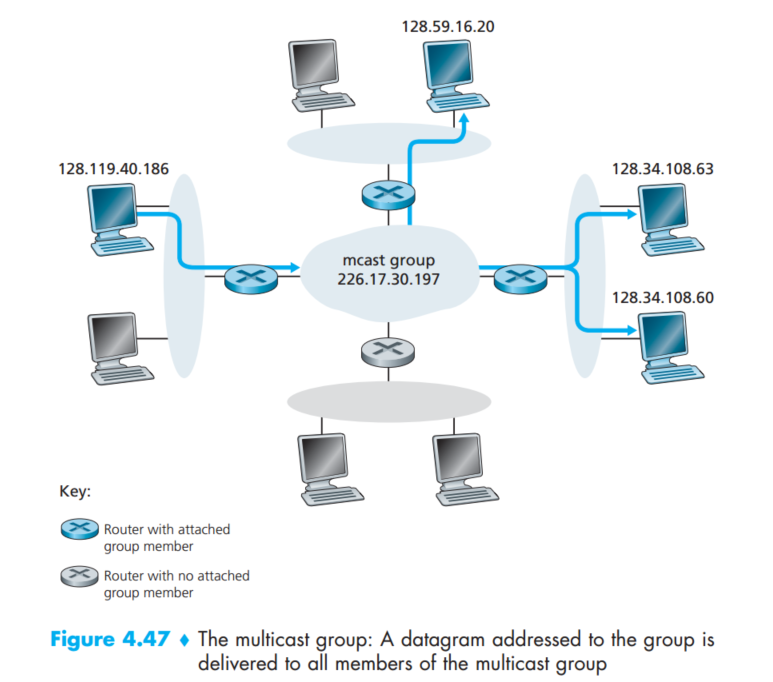 128.59.16.20
128.119.40.186
128.34.108.63
mcast group
226.17.30.197
128.34.108.60
Key:
Router with attached
group member
Router with no attached
group member
Figure 4.47 ♦ The multicast group: A datagram addressed to the group is
delivered to all members of the multicast group